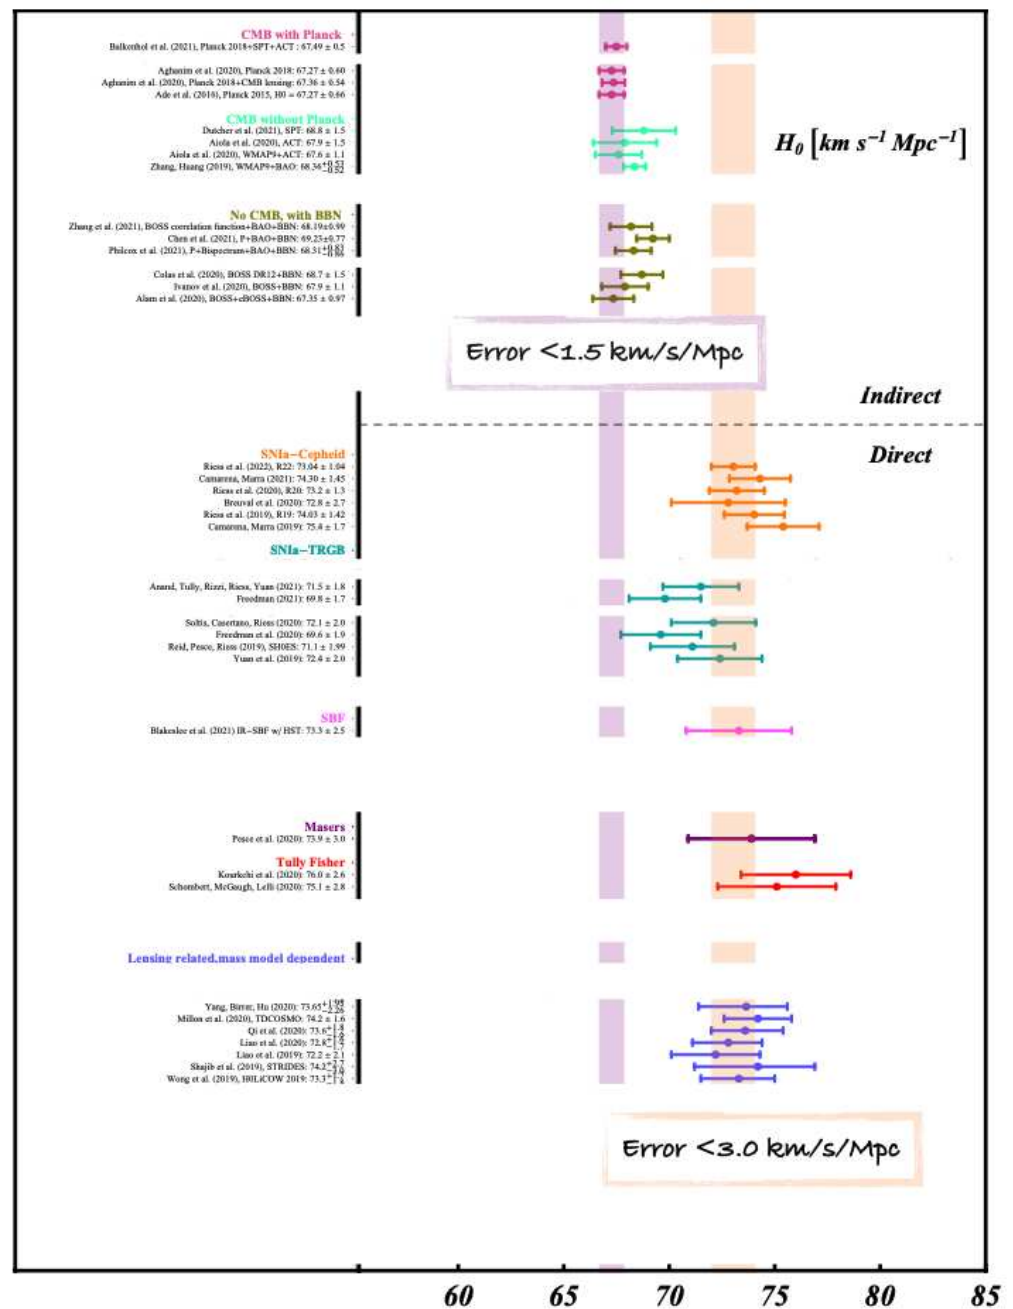 CMB with Planck
Balkenhol et al. (2021), Planck 2018+SPT+ACT : 67.49 ± 0.5
Aghanim et al. (2020), Planck 2018: 67.27 ± 0.60
Aghanim et al. (2020), Planck 2018+CMB lensing: 67.36 ± 0.54
Ade et al. (2016), Planck 2015, H0 = 67.27 ± 0.66
CMB without Planck
Dutcher et al. (2021), SPT: 68.8 ± 1.5
Aiola et al. (2020), ACT: 67.9 ± 1.5
Aiola et al. (2020), WMAP9+ACT: 67.6 ± 1.1
Zhang, Huang (2019), WMAP9+BAO: 68.36+0.53−0.52
H0 [km s−1 Mpc−1]
No CMB, with BBN
Zhang et al. (2021), BOSS correlation function+BAO+BBN: 68.19±0.99
Chen et al. (2021), P+BAO+BBN: 69.23±0.77
Philcox et al. (2021), P+Bispectrum+BAO+BBN: 68.31+0.83−0.86
Colas et al. (2020), BOSS DR12+BBN: 68.7 ± 1.5
Ivanov et al. (2020), BOSS+BBN: 67.9 ± 1.1
Alam et al. (2020), BOSS+eBOSS+BBN: 67.35 ± 0.97
Error <1.5 km/s/Mpc
Indirect
Direct
SNIa−Cepheid
Riess et al. (2022), R22: 73.04 ± 1.04
Camarena, Marra (2021): 74.30 ± 1.45
Riess et al. (2020), R20: 73.2 ± 1.3
Breuval et al. (2020): 72.8 ± 2.7
Riess et al. (2019), R19: 74.03 ± 1.42
Camarena, Marra (2019): 75.4 ± 1.7
SNIa−TRGB
Anand, Tully, Rizzi, Riess, Yuan (2021): 71.5 ± 1.8
Freedman (2021): 69.8 ± 1.7
Soltis, Casertano, Riess (2020): 72.1 ± 2.0
Freedman et al. (2020): 69.6 ± 1.9
Reid, Pesce, Riess (2019), SH0ES: 71.1 ± 1.99
Yuan et al. (2019): 72.4 ± 2.0
SBF
Blakeslee et al. (2021) IR−SBF w/ HST: 73.3 ± 2.5
Masers
Pesce et al. (2020): 73.9 ± 3.0
Tully Fisher
Kourkchi et al. (2020): 76.0 ± 2.6
Schombert, McGaugh, Lelli (2020): 75.1 ± 2.8
Lensing related,mass model dependent
Yang, Birrer, Hu (2020): 73.65
Millon et al. (2020), TDCOSMO: 74.2 ± 1.6
Qi et al. (2020): 73.6
Liao et al. (2020): 72.8
Liao et al. (2019): 72.2 ± 2.1
Shajib et al. (2019), STRIDES: 74.2
Wong et al. (2019), H0LiCOW 2019: 73.3
Error <3.0 km/s/Mpc
60 65 70 75 80 85